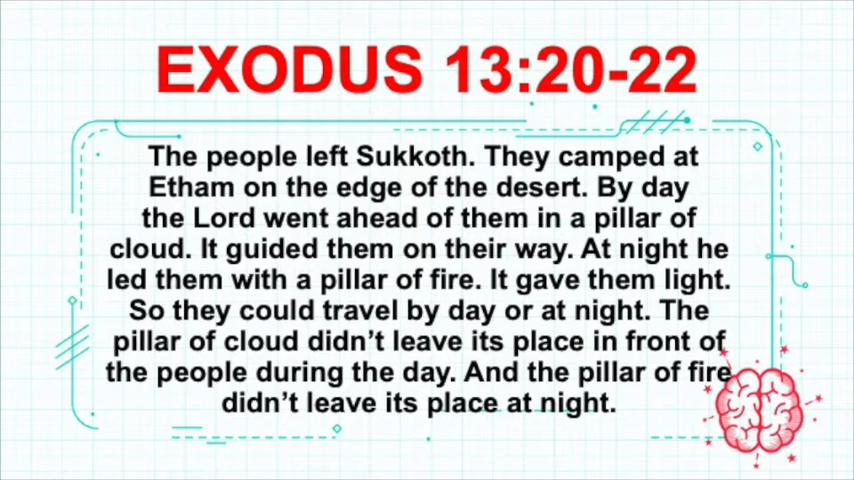 EXODUS 13:20-22
The people left Sukkoth. They camped at
Etham on the edge of the desert. By day
the Lord went ahead of them in a pillar of
cloud. It guided them on their way. At night he
led them with a pillar of fire. It gave them light.
So they could travel by day or at night. The
pillar of cloud didn’t leave its place in front of
the people during the day. And the pillar of fire
didn’t leave its place at night.